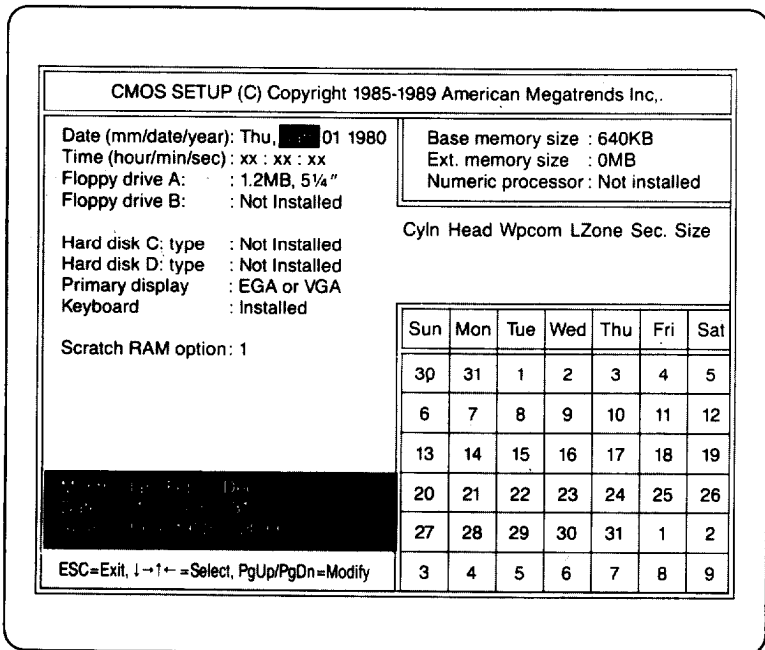 CMOS SETUP (C) Copyright 1985-1989 American Megatrends Inc,.
Date (mm/date/year): Thu, 01 1980
Time (hour/min/sec) : xx : xx : xx
Floppy drive A: : 1.2MB, 5¼"
Floppy drive B: : Not Installed
Hard disk C: type : Not Installed
Hard disk D: type : Not Installed
Primary display : EGA or VGA
Keyboard : Installed
Scratch RAM option: 1
Base memory size : 640KB
Ext. memory size : 0MB
Numeric processor : Not installed
Cyln Head Wpcom LZone Sec. Size
Sun Mon Tue Wed Thu Fri Sat
30 31 1 2 3 4 5
6 7 8 9 10 11 12
13 14 15 16 17 18 19
20 21 22 23 24 25 26
27 28 29 30 31 1 2
3 4 5 6 7 8 9
ESC=Exit, ↓→↑← =Select, PgUp/PgDn=Modify